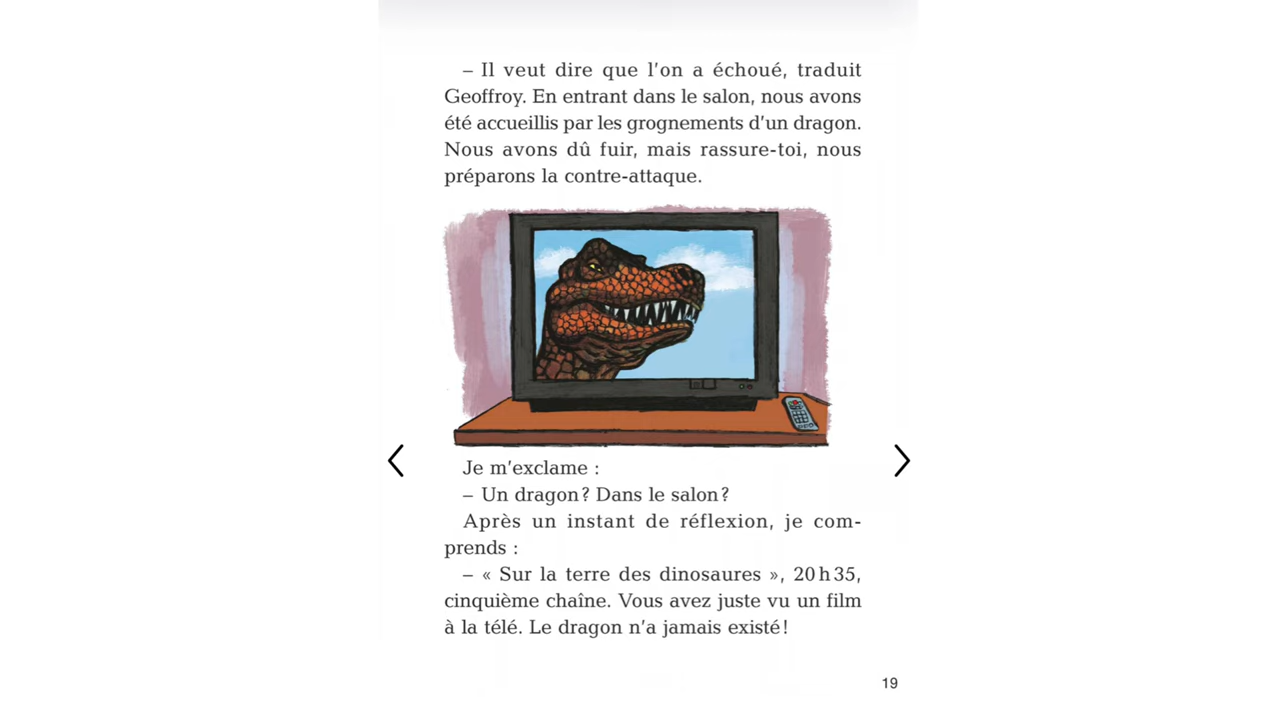 – Il veut dire que l’on a échoué, traduit
Geoffroy. En entrant dans le salon, nous avons
été accueillis par les grognements d’un dragon.
Nous avons dû fuir, mais rassure-toi, nous
préparons la contre-attaque.
Je m’exclame :
– Un dragon ? Dans le salon ?
Après un instant de réflexion, je com-
prends :
– « Sur la terre des dinosaures », 20 h 35,
cinquième chaîne. Vous avez juste vu un film
à la télé. Le dragon n’a jamais existé !
19